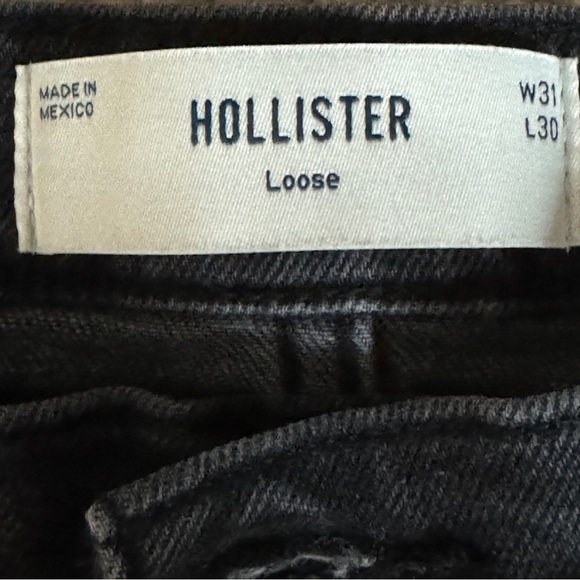 MADE IN
MEXICO
HOLLISTER
Loose
W31
L30